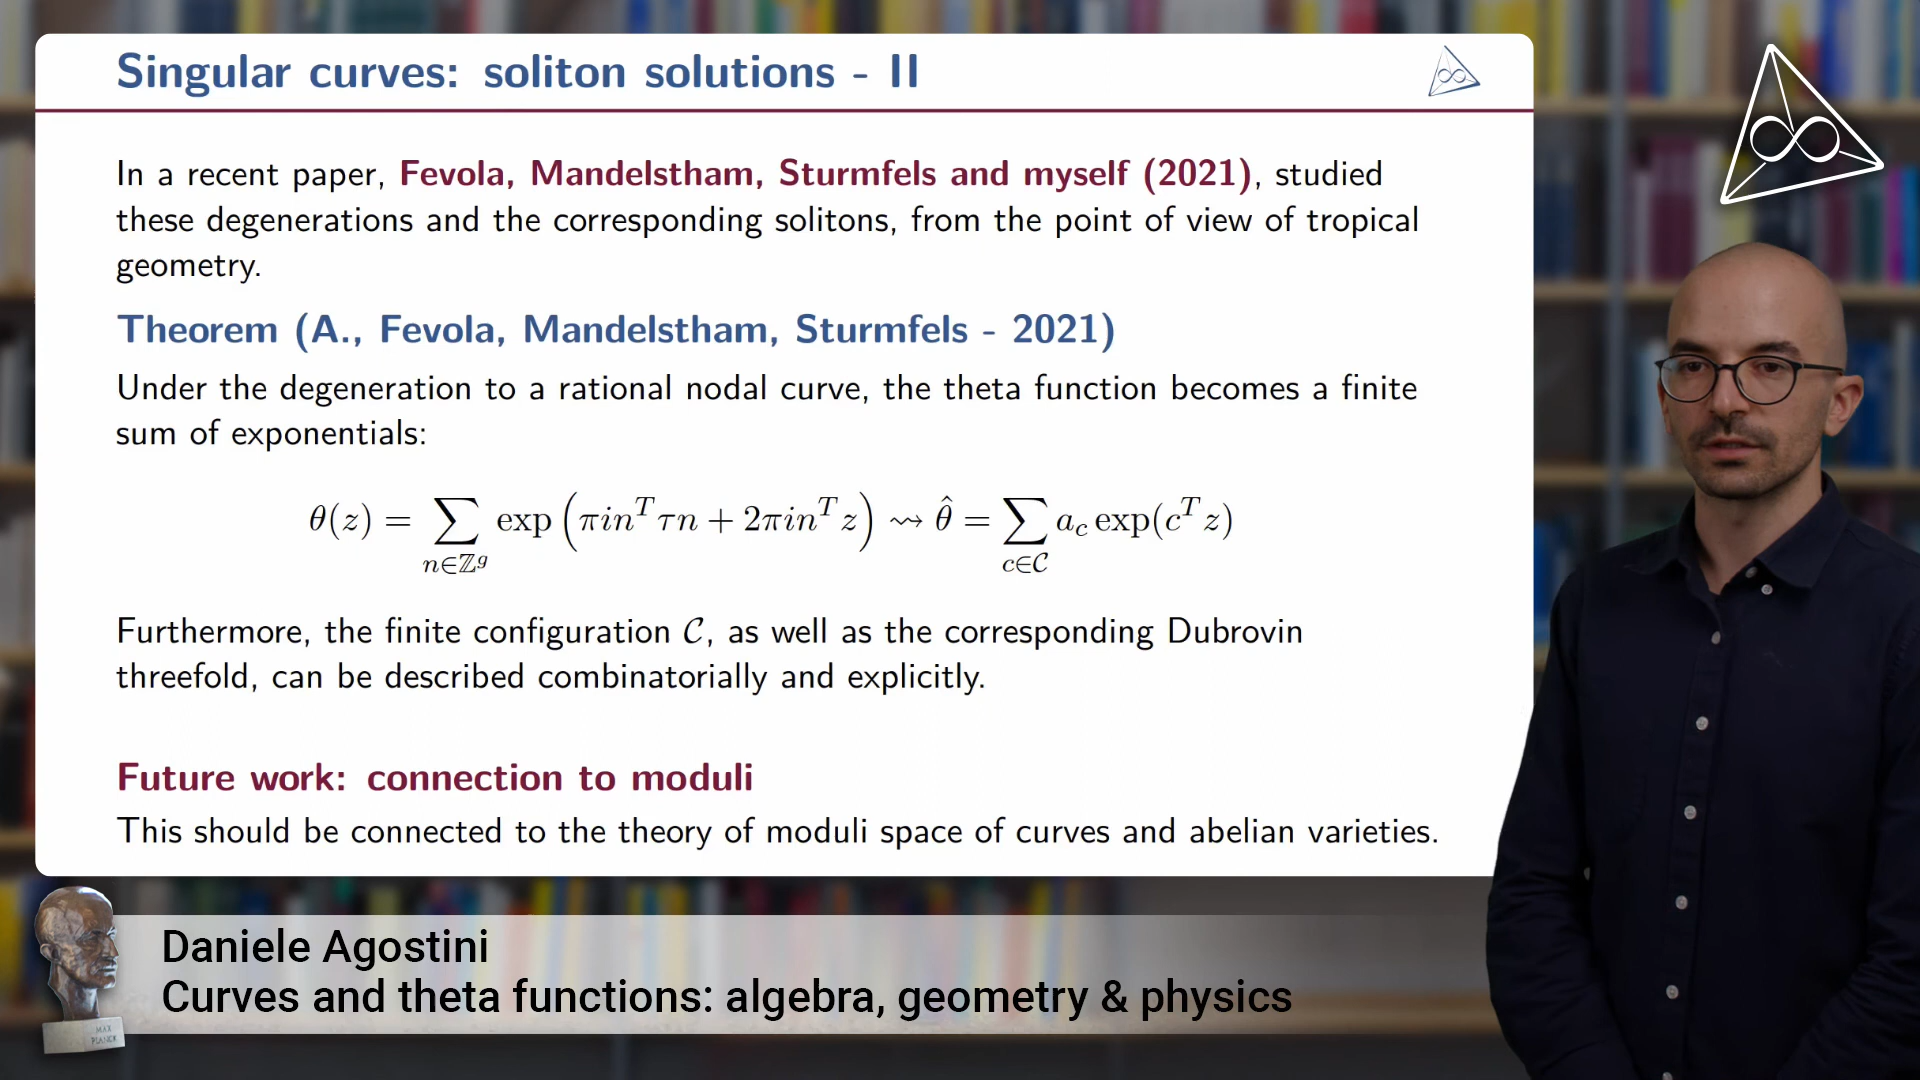 Singular curves: soliton solutions - II
In a recent paper, Fevola, Mandelstham, Sturmfels and myself (2021), studied
these degenerations and the corresponding solitons, from the point of view of tropical
geometry.
Theorem (A., Fevola, Mandelstham, Sturmfels - 2021)
Under the degeneration to a rational nodal curve, the theta function becomes a finite
sum of exponentials:
θ(z) = ∑_{n∈ℤ^g} exp (πin^T τn + 2πin^T z) ⇝ θ̂ = ∑_{c∈𝒞} a_c exp(c^T z)
Furthermore, the finite configuration 𝒞, as well as the corresponding Dubrovin
threefold, can be described combinatorially and explicitly.
Future work: connection to moduli
This should be connected to the theory of moduli space of curves and abelian varieties.
Daniele Agostini
Curves and theta functions: algebra, geometry & physics
MAX
PLANCK